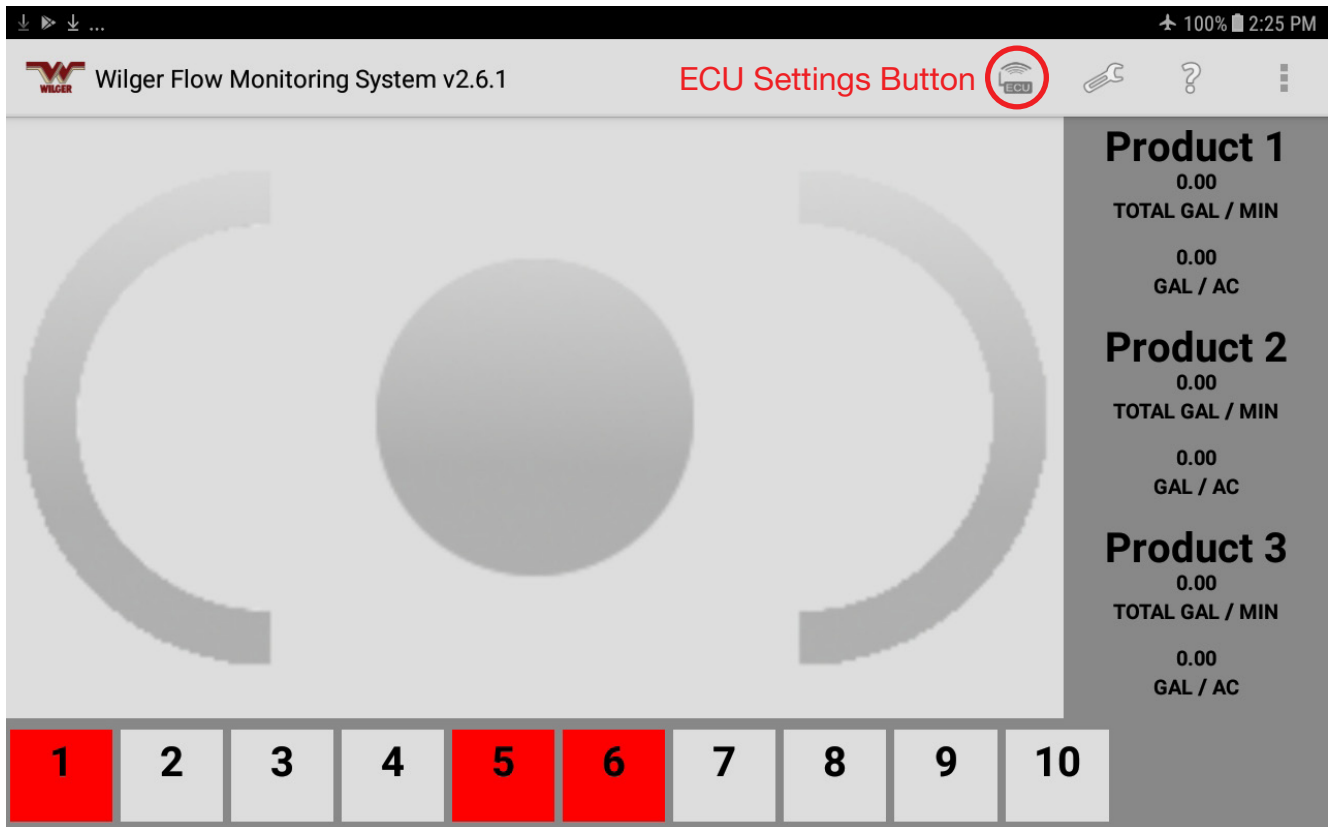 ... 100% 2:25 PM
WILGER Wilger Flow Monitoring System v2.6.1 ECU Settings Button ECU ?
Product 1
0.00
TOTAL GAL / MIN
0.00
GAL / AC
Product 2
0.00
TOTAL GAL / MIN
0.00
GAL / AC
Product 3
0.00
TOTAL GAL / MIN
0.00
GAL / AC
1 2 3 4 5 6 7 8 9 10